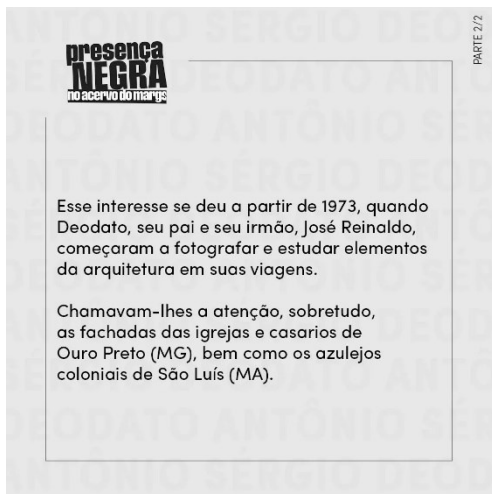 PARTE 2/2
presença
NEGRA
no acervo do margs
Esse interesse se deu a partir de 1973, quando
Deodato, seu pai e seu irmão, José Reinaldo,
começaram a fotografar e estudar elementos
da arquitetura em suas viagens.
Chamavam-lhes a atenção, sobretudo,
as fachadas das igrejas e casarios de
Ouro Preto (MG), bem como os azulejos
coloniais de São Luís (MA).